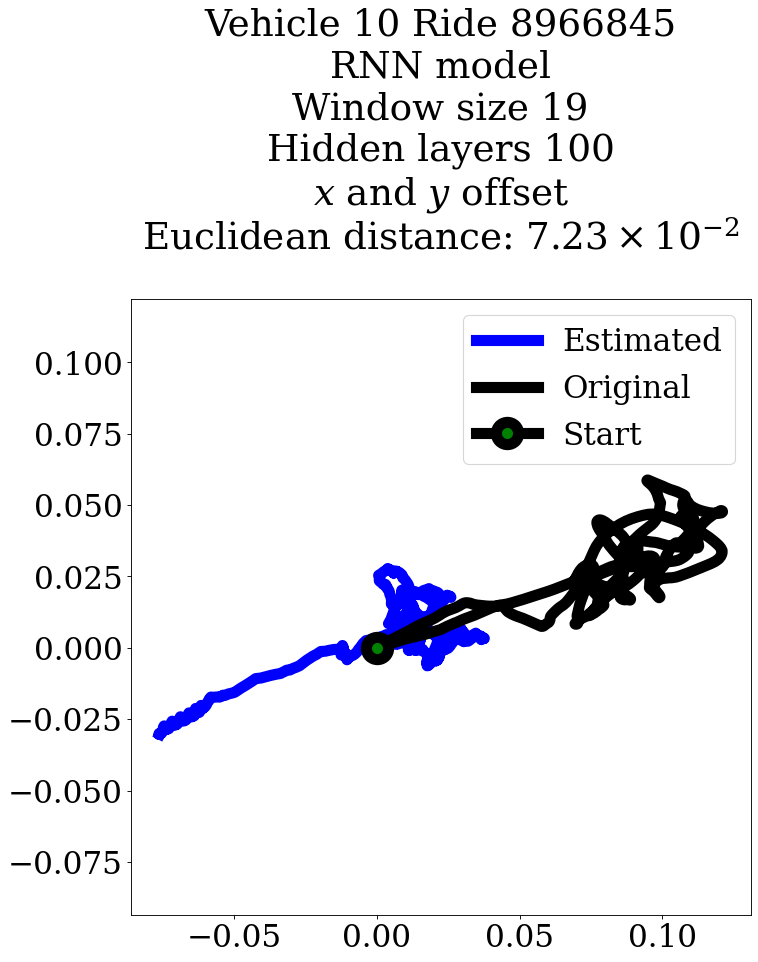 Vehicle 10 Ride 8966845
RNN model
Window size 19
Hidden layers 100
x and y offset
Euclidean distance: 7.23 × 10⁻²
Estimated
Original
Start
0.100
0.075
0.050
0.025
0.000
−0.025
−0.050
−0.075
−0.05 0.00 0.05 0.10